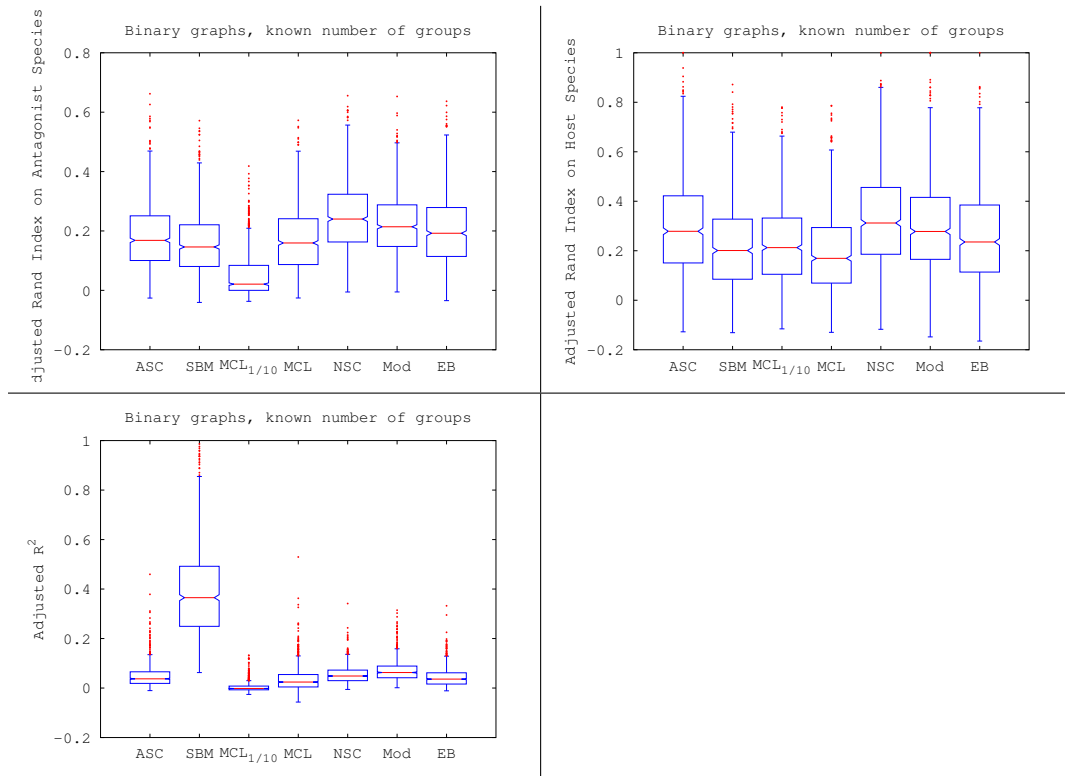 Binary graphs, known number of groups
djusted Rand Index on Antagonist Species
0.8
0.6
0.4
0.2
0
-0.2
ASC SBM MCL1/10 MCL NSC Mod EB
Binary graphs, known number of groups
Adjusted Rand Index on Host Species
1
0.8
0.6
0.4
0.2
0
-0.2
ASC SBM MCL1/10 MCL NSC Mod EB
Binary graphs, known number of groups
Adjusted R2
1
0.8
0.6
0.4
0.2
0
-0.2
ASC SBM MCL1/10 MCL NSC Mod EB